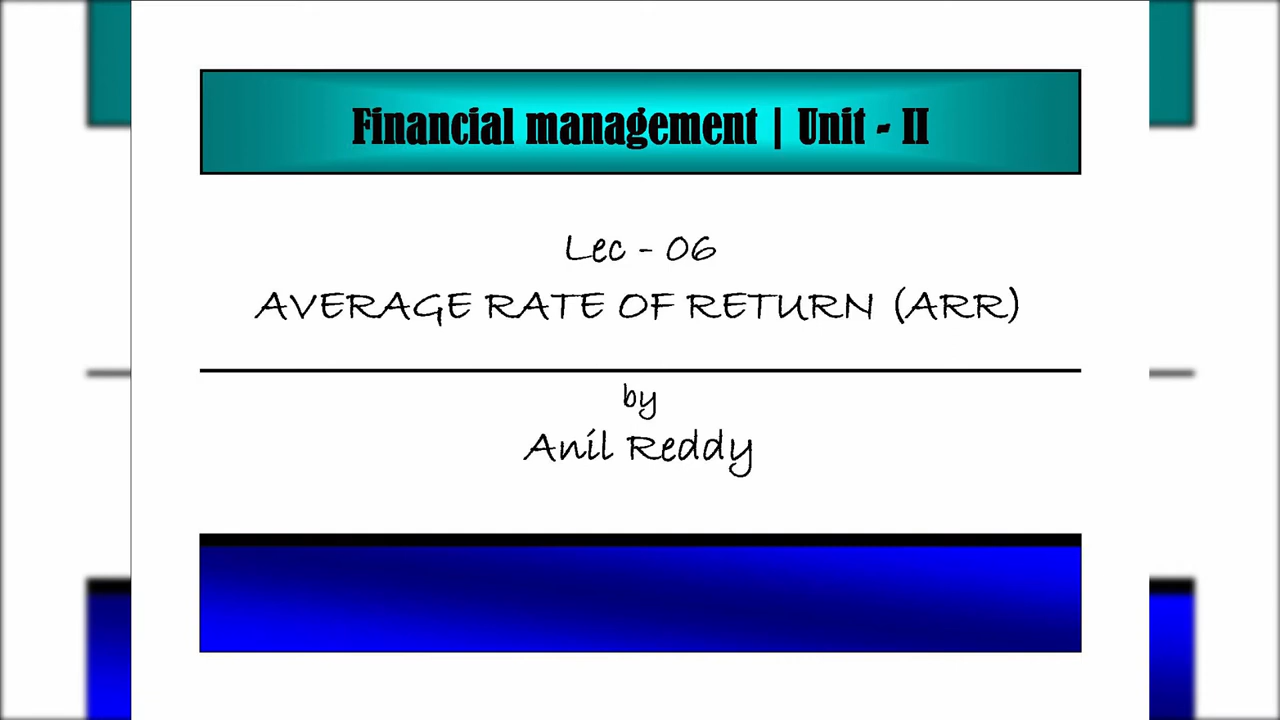 Financial management | Unit - II
Lec - 06
AVERAGE RATE OF RETURN (ARR)
by
Anil Reddy